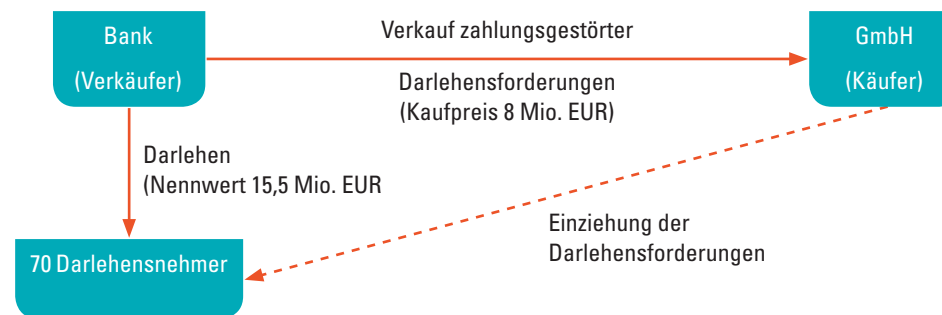 Bank
(Verkäufer)
Verkauf zahlungsgestörter
Darlehensforderungen
(Kaufpreis 8 Mio. EUR)
GmbH
(Käufer)
Darlehen
(Nennwert 15,5 Mio. EUR
70 Darlehensnehmer
Einziehung der
Darlehensforderungen